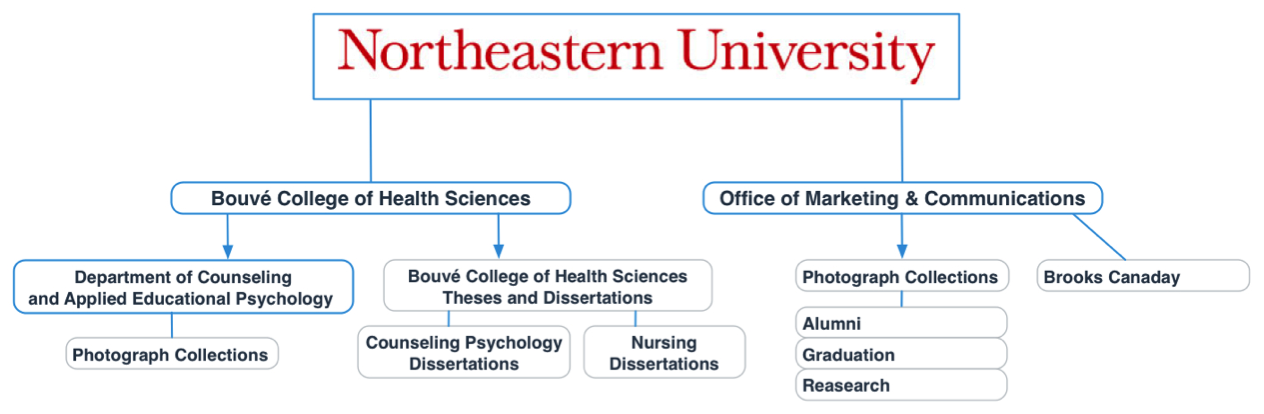 Northeastern University
Bouvé College of Health Sciences
Office of Marketing & Communications
Department of Counseling
and Applied Educational Psychology
Bouvé College of Health Sciences
Theses and Dissertations
Photograph Collections
Brooks Canaday
Photograph Collections
Counseling Psychology
Dissertations
Nursing
Dissertations
Alumni
Graduation
Reasearch